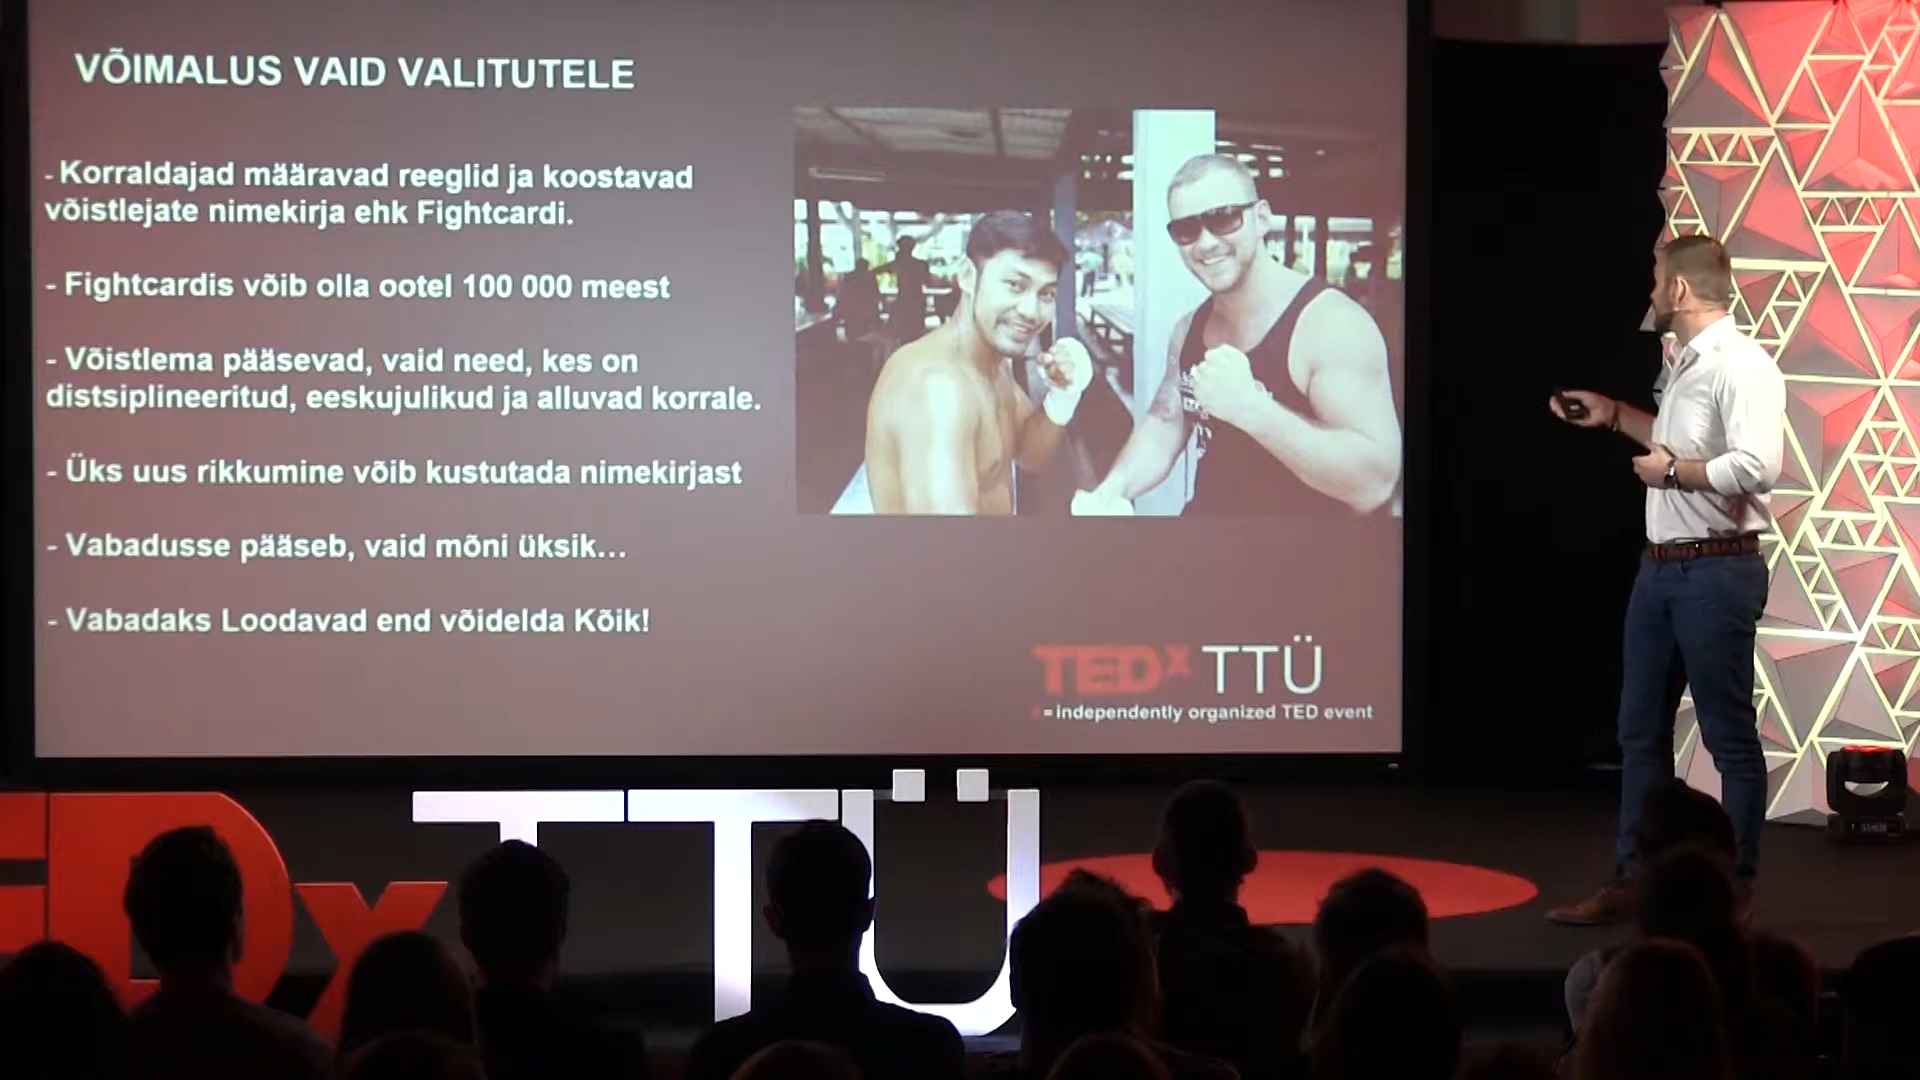 VÕIMALUS VAID VALITUTELE
- Korraldajad määravad reeglid ja koostavad
võistlejate nimekirja ehk Fightcardi.
- Fightcardis võib olla ootel 100 000 meest
- Võistlema pääsevad, vaid need, kes on
distsiplineeritud, eeskujulikud ja alluvad korrale.
- Üks uus rikkumine võib kustutada nimekirjast
- Vabadusse pääseb, vaid mõni üksik...
- Vabadaks Loodavad end võidelda Kõik!
TEDx TTÜ
x = independently organized TED event
EDx TTÜ